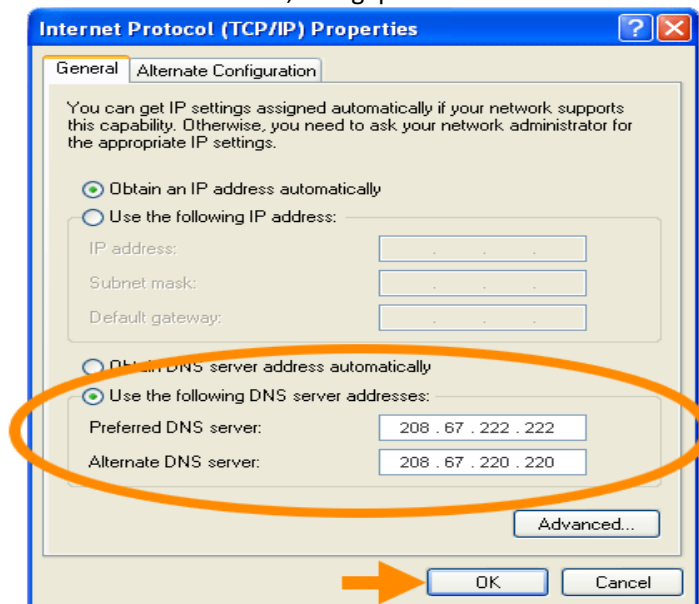 Internet Protocol (TCP/IP) Properties
General Alternate Configuration
You can get IP settings assigned automatically if your network supports
this capability. Otherwise, you need to ask your network administrator for
the appropriate IP settings.
Obtain an IP address automatically
Use the following IP address:
IP address: . . .
Subnet mask: . . .
Default gateway: . . .
Obtain DNS server address automatically
Use the following DNS server addresses:
Preferred DNS server: 208 . 67 . 222 . 222
Alternate DNS server: 208 . 67 . 220 . 220
Advanced...
OK Cancel